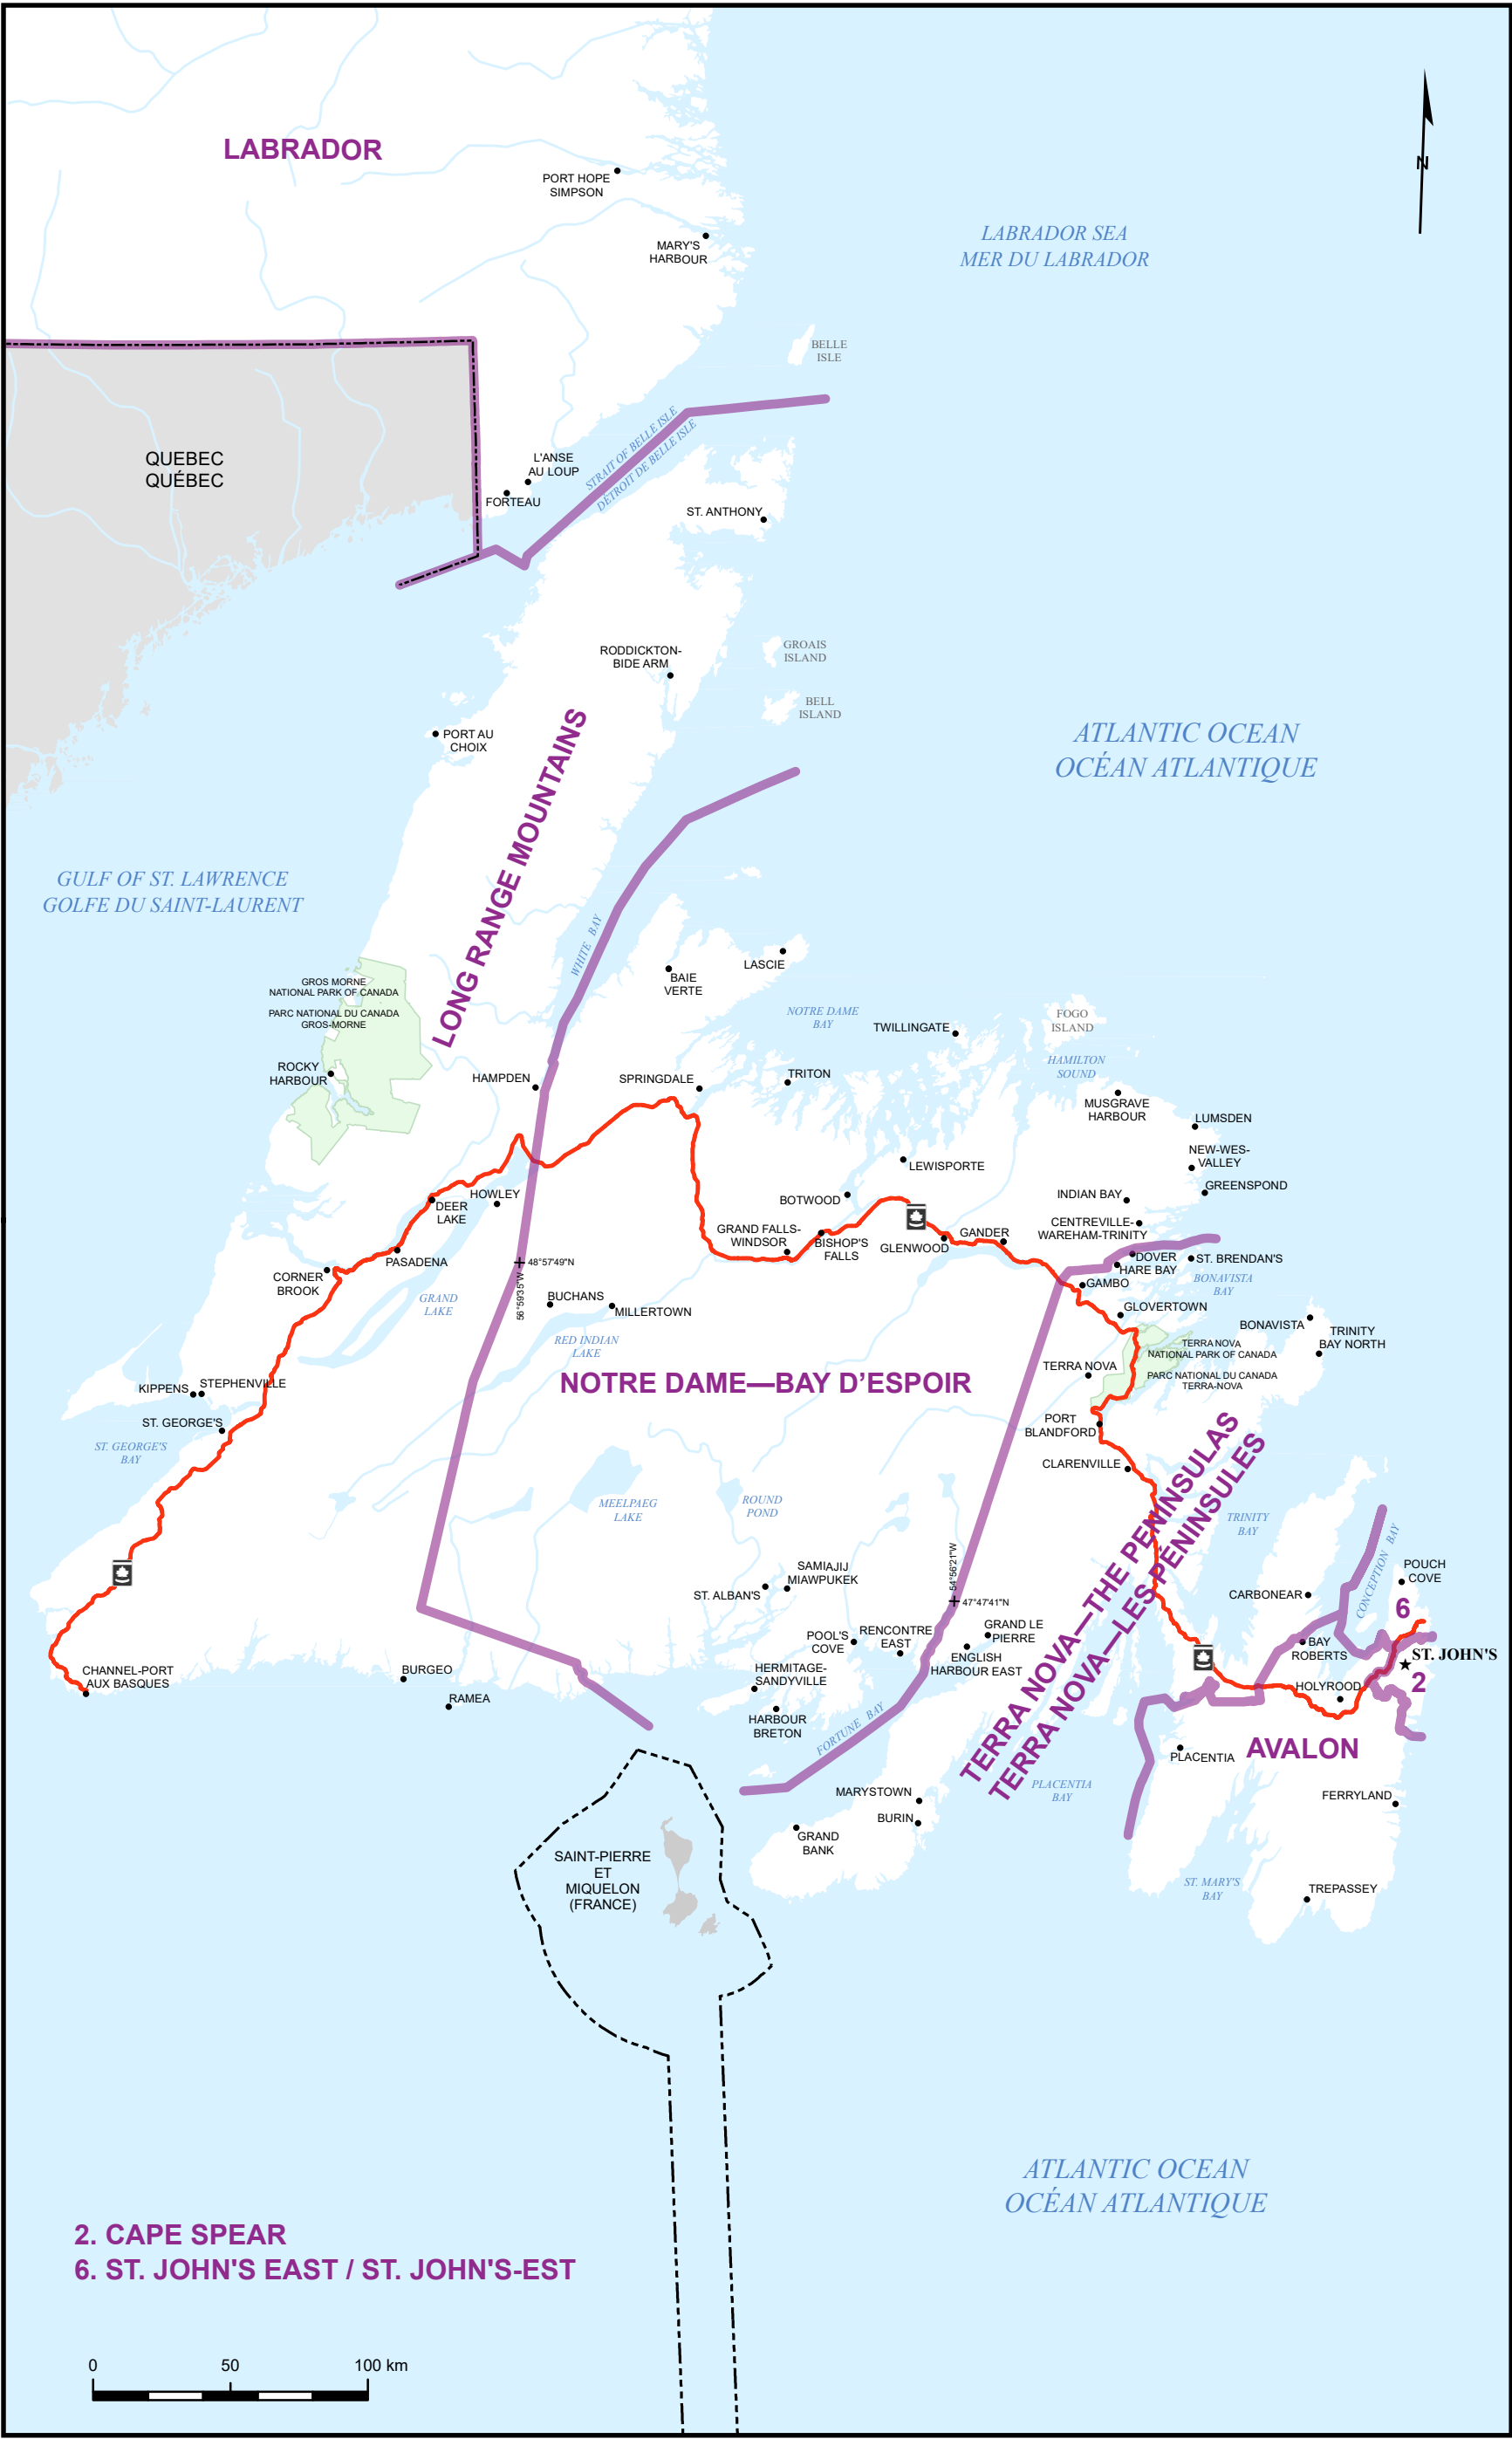 LABRADOR
PORT HOPE
SIMPSON
MARY'S
HARBOUR
N
LABRADOR SEA
MER DU LABRADOR
BELLE
ISLE
QUEBEC
QUÉBEC
L'ANSE
AU LOUP
FORTEAU
STRAIT OF BELLE ISLE
DÉTROIT DE BELLE ISLE
ST. ANTHONY
RODDICKTON-
BIDE ARM
GROAIS
ISLAND
BELL
ISLAND
PORT AU
CHOIX
ATLANTIC OCEAN
OCÉAN ATLANTIQUE
LONG RANGE MOUNTAINS
GULF OF ST. LAWRENCE
GOLFE DU SAINT-LAURENT
WHITE BAY
LASCIE
BAIE
VERTE
GROS MORNE
NATIONAL PARK OF CANADA
PARC NATIONAL DU CANADA
GROS-MORNE
NOTRE DAME
BAY
TWILLINGATE
FOGO
ISLAND
HAMILTON
SOUND
ROCKY
HARBOUR
HAMPDEN
SPRINGDALE
TRITON
MUSGRAVE
HARBOUR
LUMSDEN
NEW-WES-
VALLEY
LEWISPORTE
GREENSPOND
INDIAN BAY
HOWLEY
DEER
LAKE
BOTWOOD
CENTREVILLE-
WAREHAM-TRINITY
GRAND FALLS-
WINDSOR
BISHOP'S
FALLS
GLENWOOD
GANDER
PASADENA
CORNER
BROOK
48°57'49"N
56°59'35"W
DOVER
HARE BAY
ST. BRENDAN'S
GAMBO
BONAVISTA
BAY
GRAND
LAKE
BUCHANS
MILLERTOWN
GLOVERTOWN
BONAVISTA
TRINITY
BAY NORTH
RED INDIAN
LAKE
TERRA NOVA
NATIONAL PARK OF CANADA
PARC NATIONAL DU CANADA
TERRA-NOVA
TERRA NOVA
KIPPENS
STEPHENVILLE
NOTRE DAME—BAY D'ESPOIR
ST. GEORGE'S
ST. GEORGE'S
BAY
PORT
BLANDFORD
CLARENVILLE
TERRA NOVA—THE PENINSULAS
TERRA NOVA—LES PÉNINSULES
MEELPAEG
LAKE
ROUND
POND
TRINITY
BAY
CONCEPTION BAY
POUCH
COVE
SAMIAJIJ
MIAWPUKEK
ST. ALBAN'S
54°56'21"W
47°47'41"N
CARBONEAR
6
GRAND LE
PIERRE
POOL'S
COVE
RENCONTRE
EAST
ENGLISH
HARBOUR EAST
BAY
ROBERTS
ST. JOHN'S
2
CHANNEL-PORT
AUX BASQUES
BURGEO
RAMEA
HERMITAGE-
SANDYVILLE
HARBOUR
BRETON
FORTUNE BAY
HOLYROOD
AVALON
PLACENTIA
PLACENTIA
BAY
MARYSTOWN
BURIN
FERRYLAND
GRAND
BANK
SAINT-PIERRE
ET
MIQUELON
(FRANCE)
ST. MARY'S
BAY
TREPASSEY
ATLANTIC OCEAN
OCÉAN ATLANTIQUE
2. CAPE SPEAR
6. ST. JOHN'S EAST / ST. JOHN'S-EST
0 50 100 km